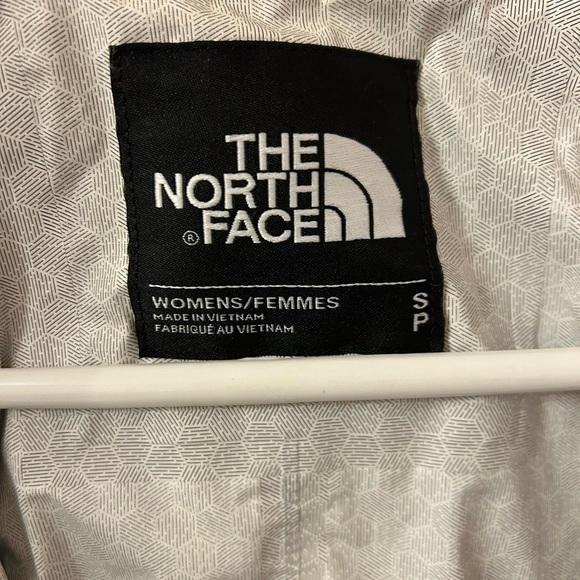 THE
NORTH
® FACE
WOMENS/FEMMES S
MADE IN VIETNAM P
FABRIQUÉ AU VIETNAM